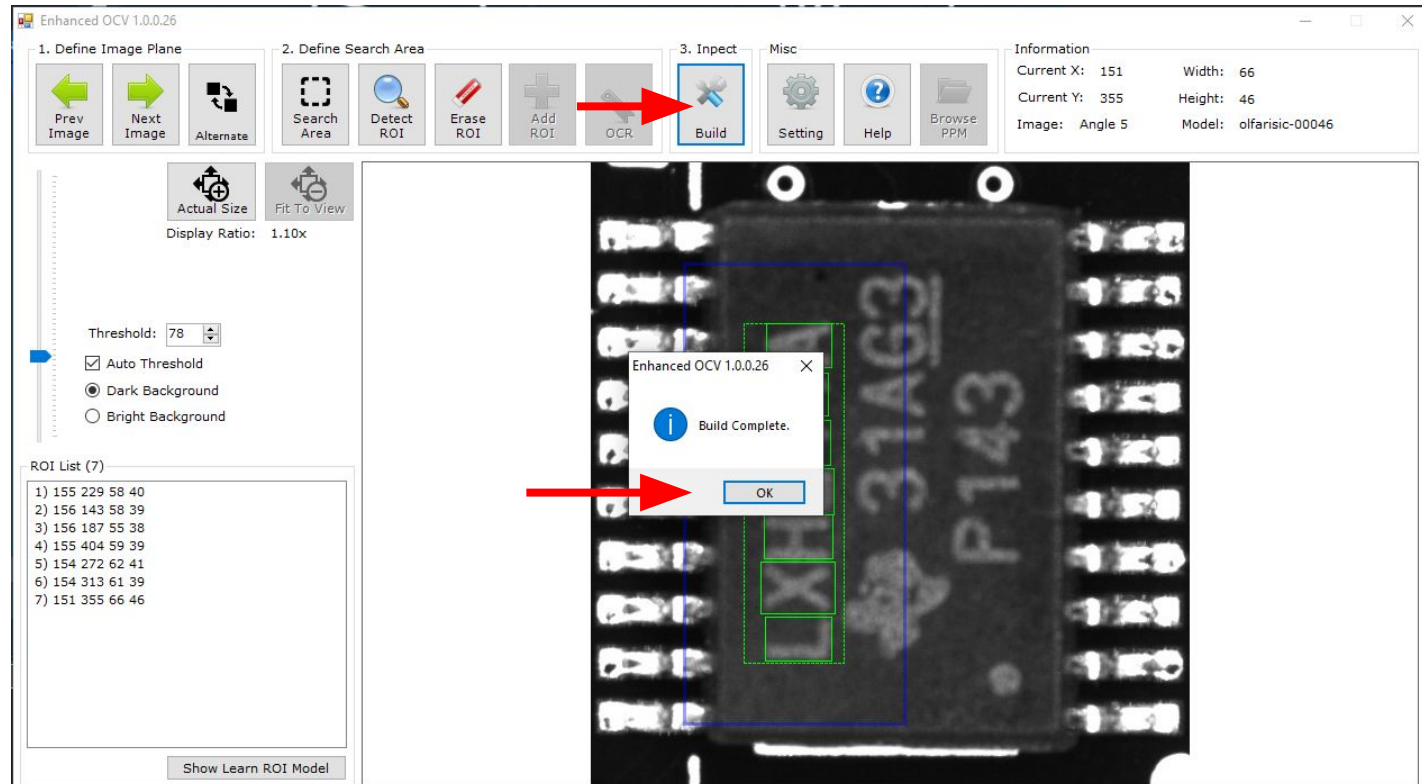 Enhanced OCV 1.0.0.26
1. Define Image Plane
Prev Image
Next Image
Alternate
2. Define Search Area
Search Area
Detect ROI
Erase ROI
Add ROI
OCR
3. Inpect
Build
Misc
Setting
Help
Browse PPM
Information
Current X: 151 Width: 66
Current Y: 355 Height: 46
Image: Angle 5 Model: olfarisic-00046
Actual Size
Fit To View
Display Ratio: 1.10x
Threshold: 78
Auto Threshold
Dark Background
Bright Background
ROI List (7)
1) 155 229 58 40
2) 156 143 58 39
3) 156 187 55 38
4) 155 404 59 39
5) 154 272 62 41
6) 154 313 61 39
7) 151 355 66 46
Show Learn ROI Model
Enhanced OCV 1.0.0.26
Build Complete.
OK
LXH
31AG3
P143